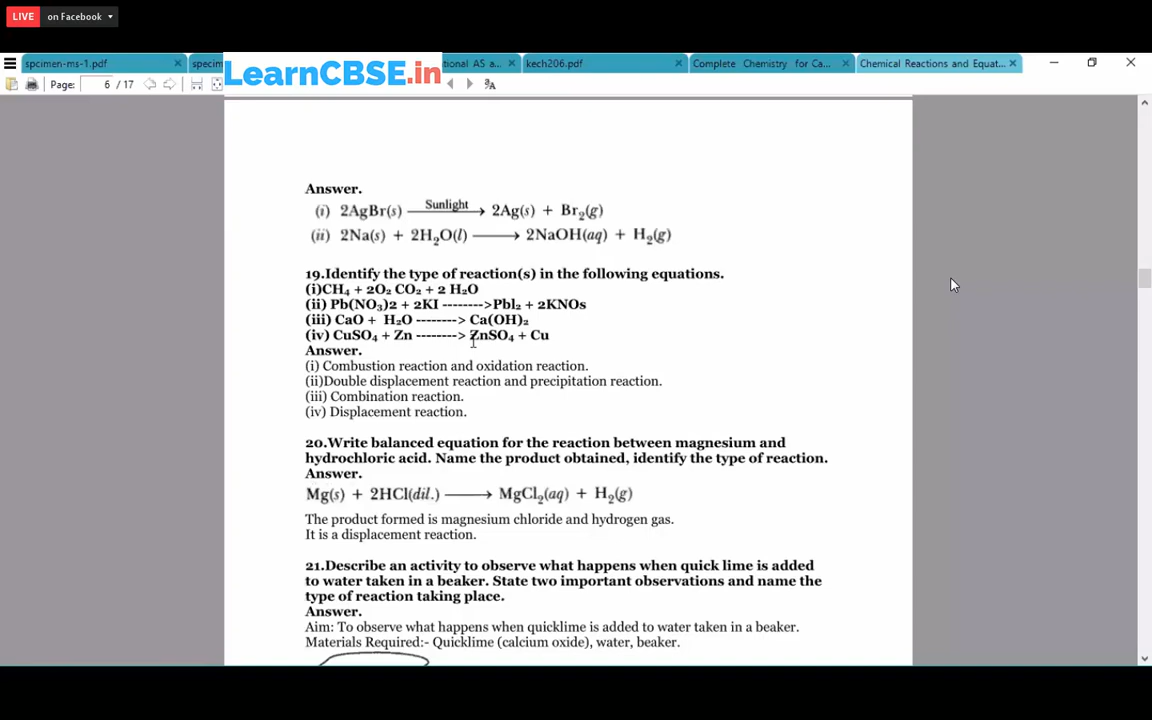 LIVE on Facebook
spcimen-ms-1.pdf × specim LearnCBSE.in tional AS a... × kech206.pdf × Complete Chemistry for Ca... × Chemical Reactions and Equat... ×
Page: 6 / 17
Answer.
(i) 2AgBr(s) —Sunlight→ 2Ag(s) + Br₂(g)
(ii) 2Na(s) + 2H₂O(l) ——→ 2NaOH(aq) + H₂(g)
19.Identify the type of reaction(s) in the following equations.
(i)CH₄ + 2O₂ CO₂ + 2 H₂O
(ii) Pb(NO₃)2 + 2KI -------->Pbl₂ + 2KNOs
(iii) CaO + H₂O --------> Ca(OH)₂
(iv) CuSO₄ + Zn --------> ZnSO₄ + Cu
Answer.
(i) Combustion reaction and oxidation reaction.
(ii)Double displacement reaction and precipitation reaction.
(iii) Combination reaction.
(iv) Displacement reaction.
20.Write balanced equation for the reaction between magnesium and
hydrochloric acid. Name the product obtained, identify the type of reaction.
Answer.
Mg(s) + 2HCl(dil.) ——→ MgCl₂(aq) + H₂(g)
The product formed is magnesium chloride and hydrogen gas.
It is a displacement reaction.
21.Describe an activity to observe what happens when quick lime is added
to water taken in a beaker. State two important observations and name the
type of reaction taking place.
Answer.
Aim: To observe what happens when quicklime is added to water taken in a beaker.
Materials Required:- Quicklime (calcium oxide), water, beaker.